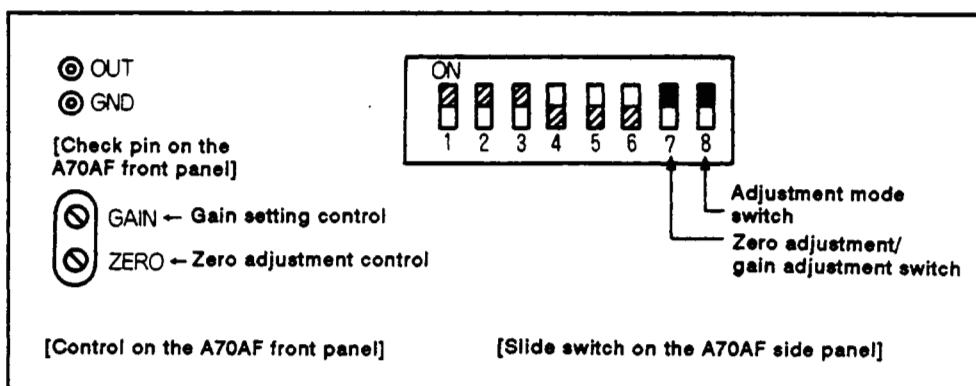 OUT
GND
[Check pin on the
A70AF front panel]
GAIN ← Gain setting control
ZERO ← Zero adjustment control
[Control on the A70AF front panel]
ON
1 2 3 4 5 6 7 8
Adjustment mode
switch
Zero adjustment/
gain adjustment switch
[Slide switch on the A70AF side panel]